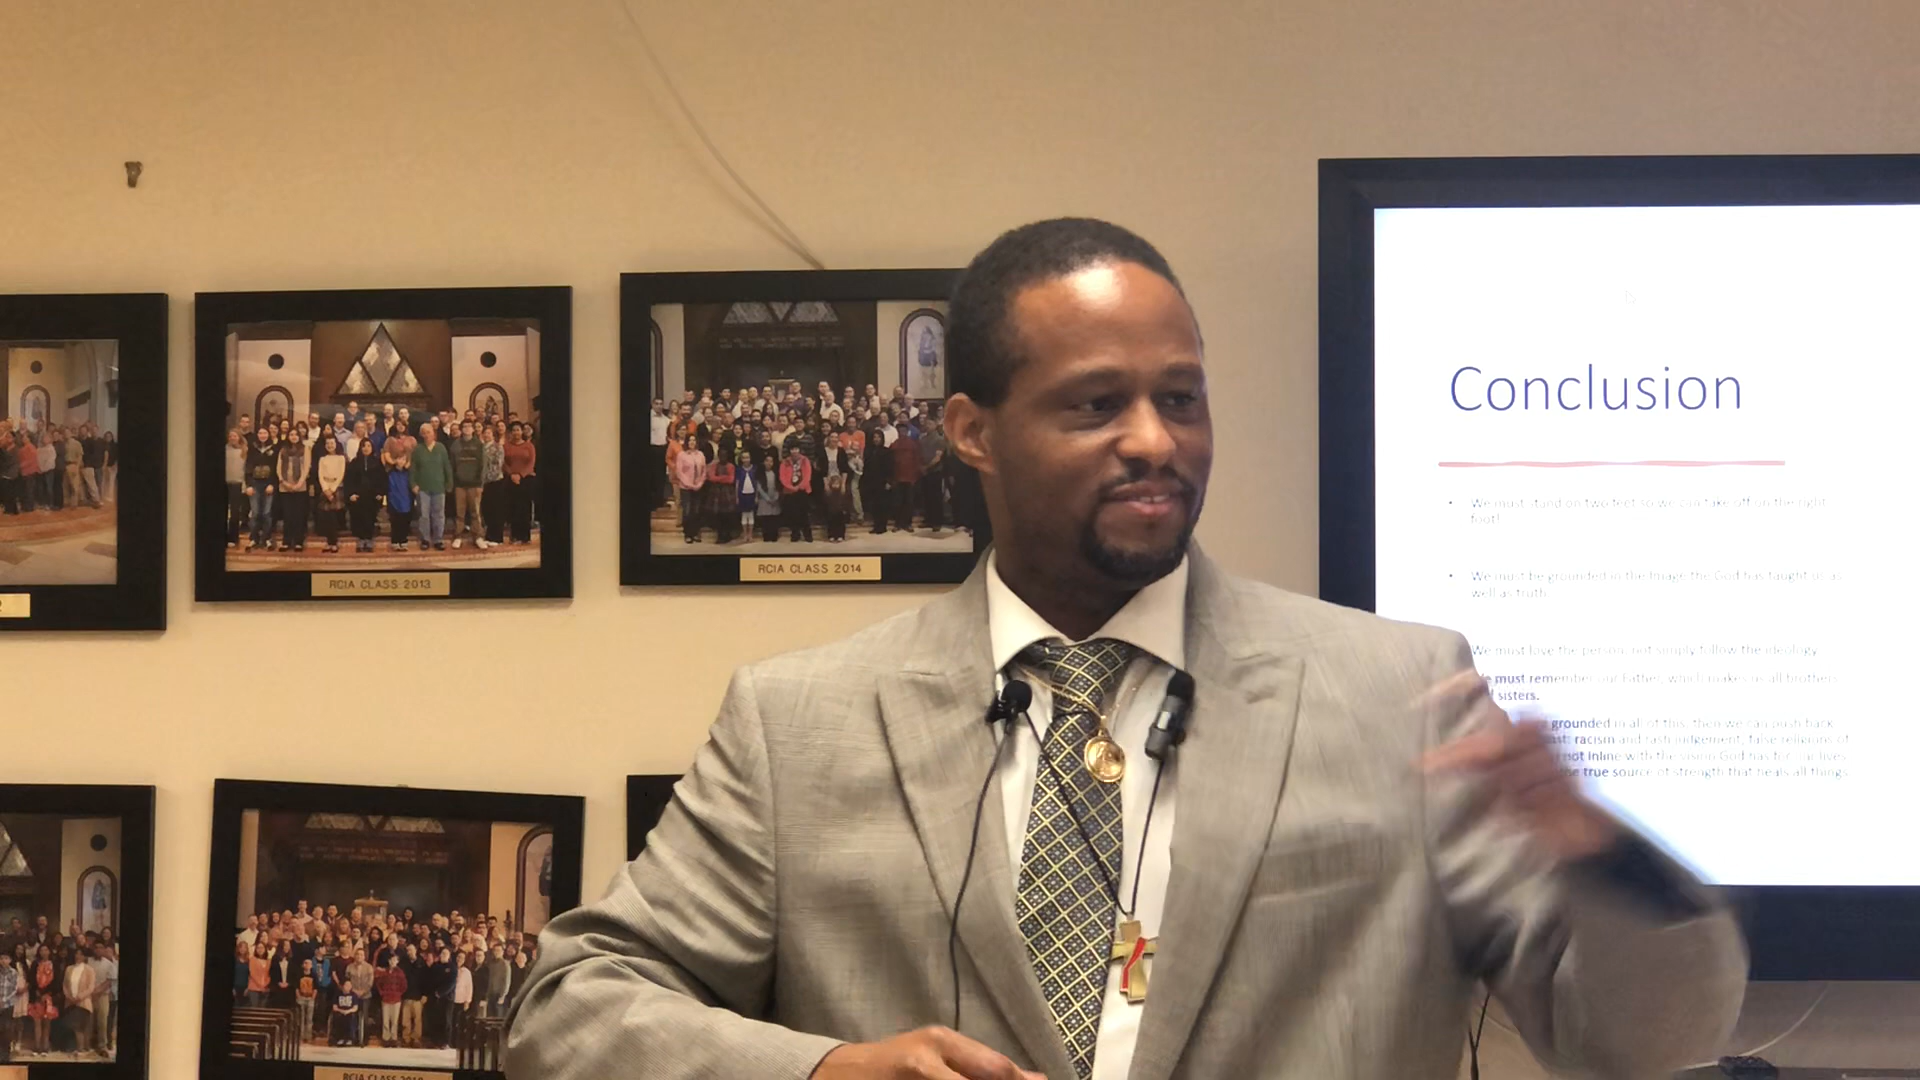 RCIA CLASS 2013
RCIA CLASS 2014
RCIA CLASS
Conclusion
We must stand on two feet so we can take off on the right
foot!
We must be grounded in the Image the God has taught us as
well as truth
We must love the person not simply follow the ideology
must remember our Father, which makes us all brothers
sisters.
grounded in all of this, then we can push back
racism and rash judgement, false religions of
not inline with the vision God has for our lives
true source of strength that heals all things